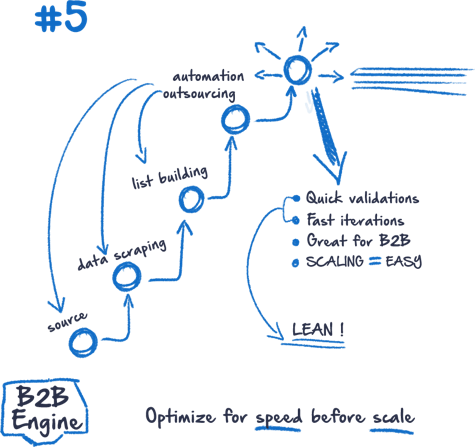 #5
automation
outsourcing
list building
data scraping
source
Quick validations
Fast iterations
Great for B2B
SCALING = EASY
LEAN !
B2B
Engine
Optimize for speed before scale